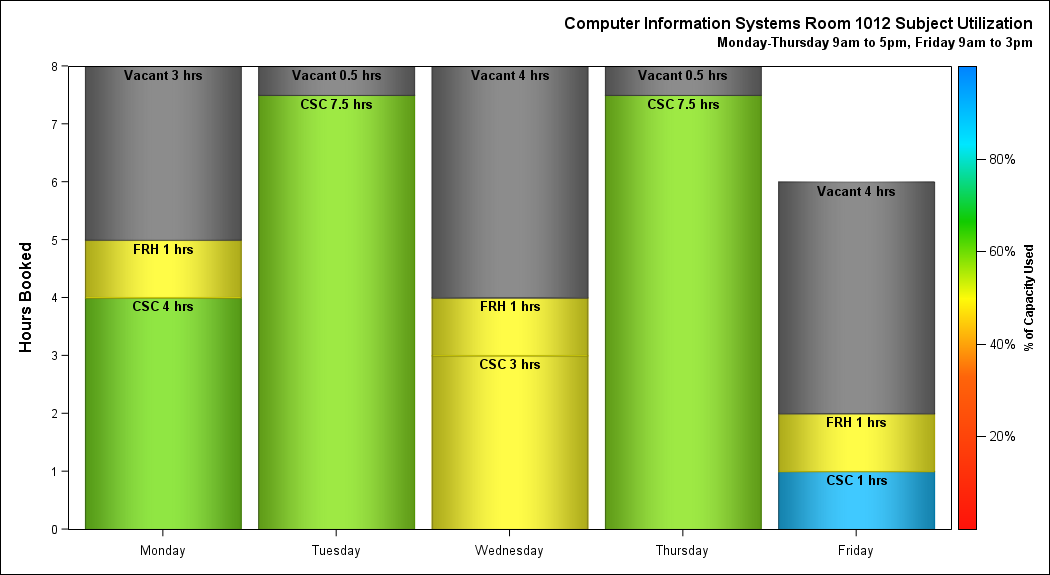 Computer Information Systems Room 1012 Subject Utilization
Monday-Thursday 9am to 5pm, Friday 9am to 3pm
Hours Booked
8
7
6
5
4
3
2
1
0
Vacant 3 hrs
FRH 1 hrs
CSC 4 hrs
Vacant 0.5 hrs
CSC 7.5 hrs
Vacant 4 hrs
FRH 1 hrs
CSC 3 hrs
Vacant 0.5 hrs
CSC 7.5 hrs
Vacant 4 hrs
FRH 1 hrs
CSC 1 hrs
Monday
Tuesday
Wednesday
Thursday
Friday
80%
60%
40%
20%
% of Capacity Used